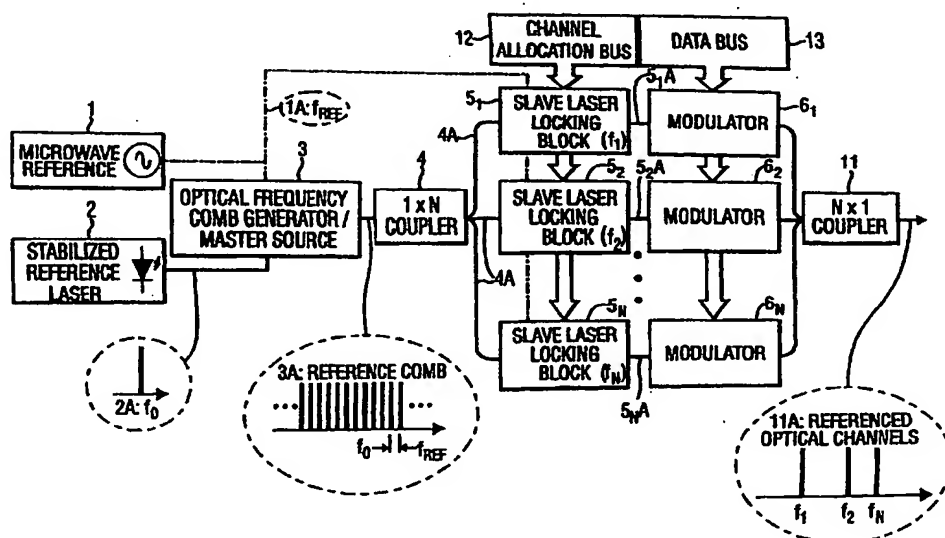 12
CHANNEL
ALLOCATION BUS
DATA BUS
13
5₁A
1
1A: f_REF
5₁
SLAVE LASER
LOCKING
BLOCK (f₁)
MODULATOR
6₁
MICROWAVE
REFERENCE
3
4A
4
5₂
5₂A
6₂
11
2
OPTICAL FREQUENCY
COMB GENERATOR /
MASTER SOURCE
1 x N
COUPLER
SLAVE LASER
LOCKING
BLOCK (f₂)
MODULATOR
N x 1
COUPLER
STABILIZED
REFERENCE
LASER
4A
5_N
6_N
SLAVE LASER
LOCKING
BLOCK (f_N)
MODULATOR
5_NA
2A: f₀
3A: REFERENCE COMB
f₀
f_REF
11A: REFERENCED
OPTICAL CHANNELS
f₁
f₂
f_N